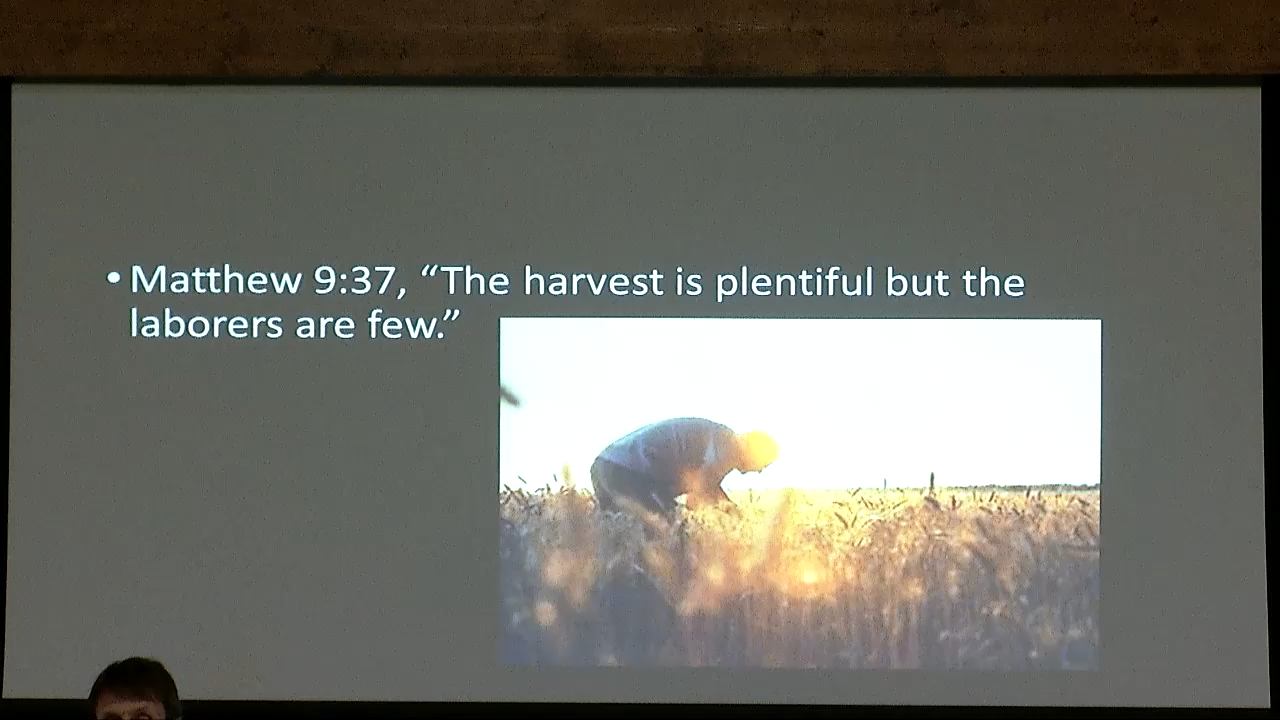 • Matthew 9:37, “The harvest is plentiful but the
laborers are few.”